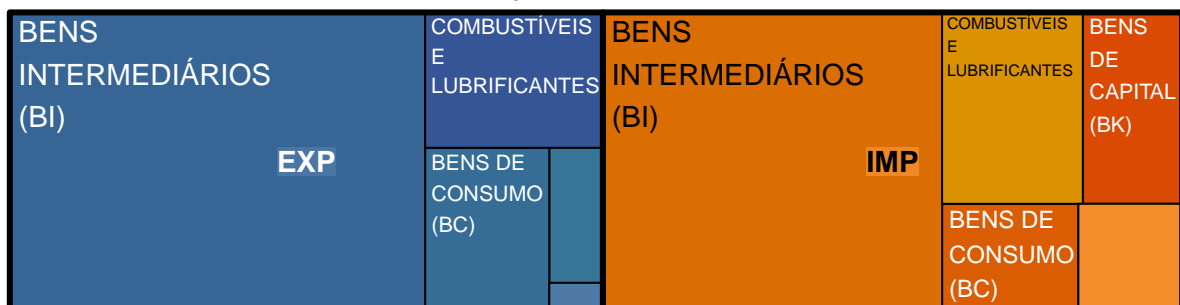 BENS
INTERMEDIÁRIOS
(BI)
EXP
COMBUSTÍVEIS
E
LUBRIFICANTES
BENS DE
CONSUMO
(BC)
BENS
INTERMEDIÁRIOS
(BI)
IMP
COMBUSTÍVEIS
E
LUBRIFICANTES
BENS
DE
CAPITAL
(BK)
BENS DE
CONSUMO
(BC)